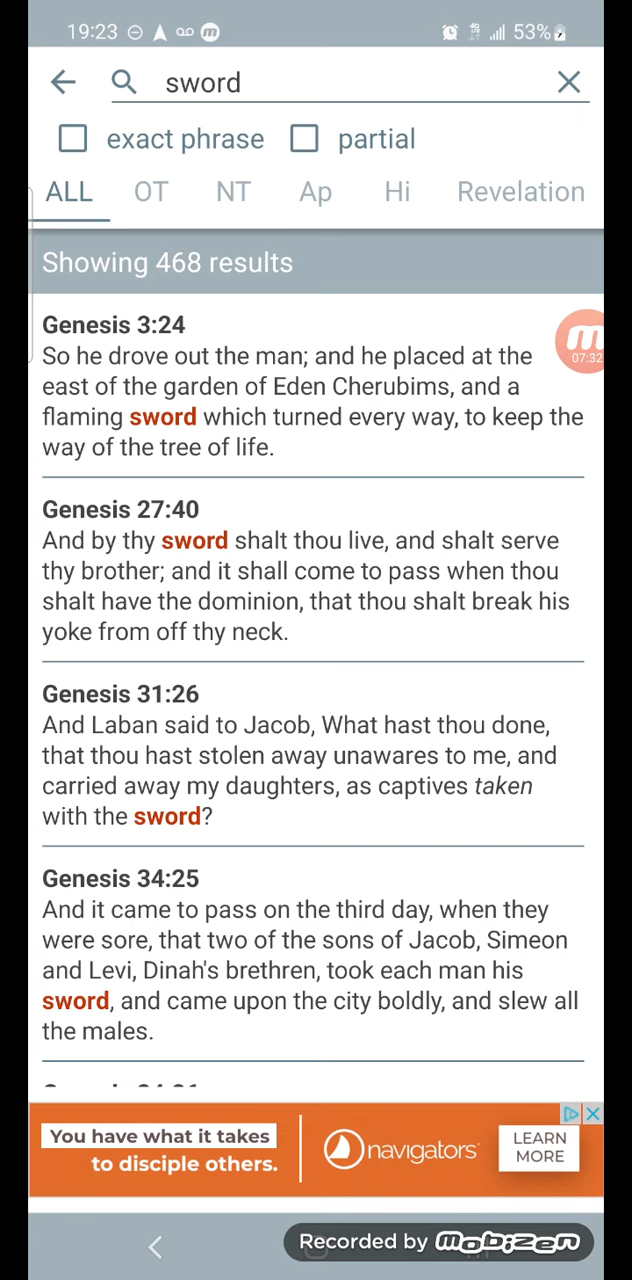 19:23 53%
sword
exact phrase partial
ALL OT NT Ap Hi Revelation
Showing 468 results
Genesis 3:24
So he drove out the man; and he placed at the
east of the garden of Eden Cherubims, and a
flaming sword which turned every way, to keep the
way of the tree of life.
07:32
Genesis 27:40
And by thy sword shalt thou live, and shalt serve
thy brother; and it shall come to pass when thou
shalt have the dominion, that thou shalt break his
yoke from off thy neck.
Genesis 31:26
And Laban said to Jacob, What hast thou done,
that thou hast stolen away unawares to me, and
carried away my daughters, as captives taken
with the sword?
Genesis 34:25
And it came to pass on the third day, when they
were sore, that two of the sons of Jacob, Simeon
and Levi, Dinah's brethren, took each man his
sword, and came upon the city boldly, and slew all
the males.
You have what it takes
to disciple others.
navigators
LEARN
MORE
Recorded by mobizen